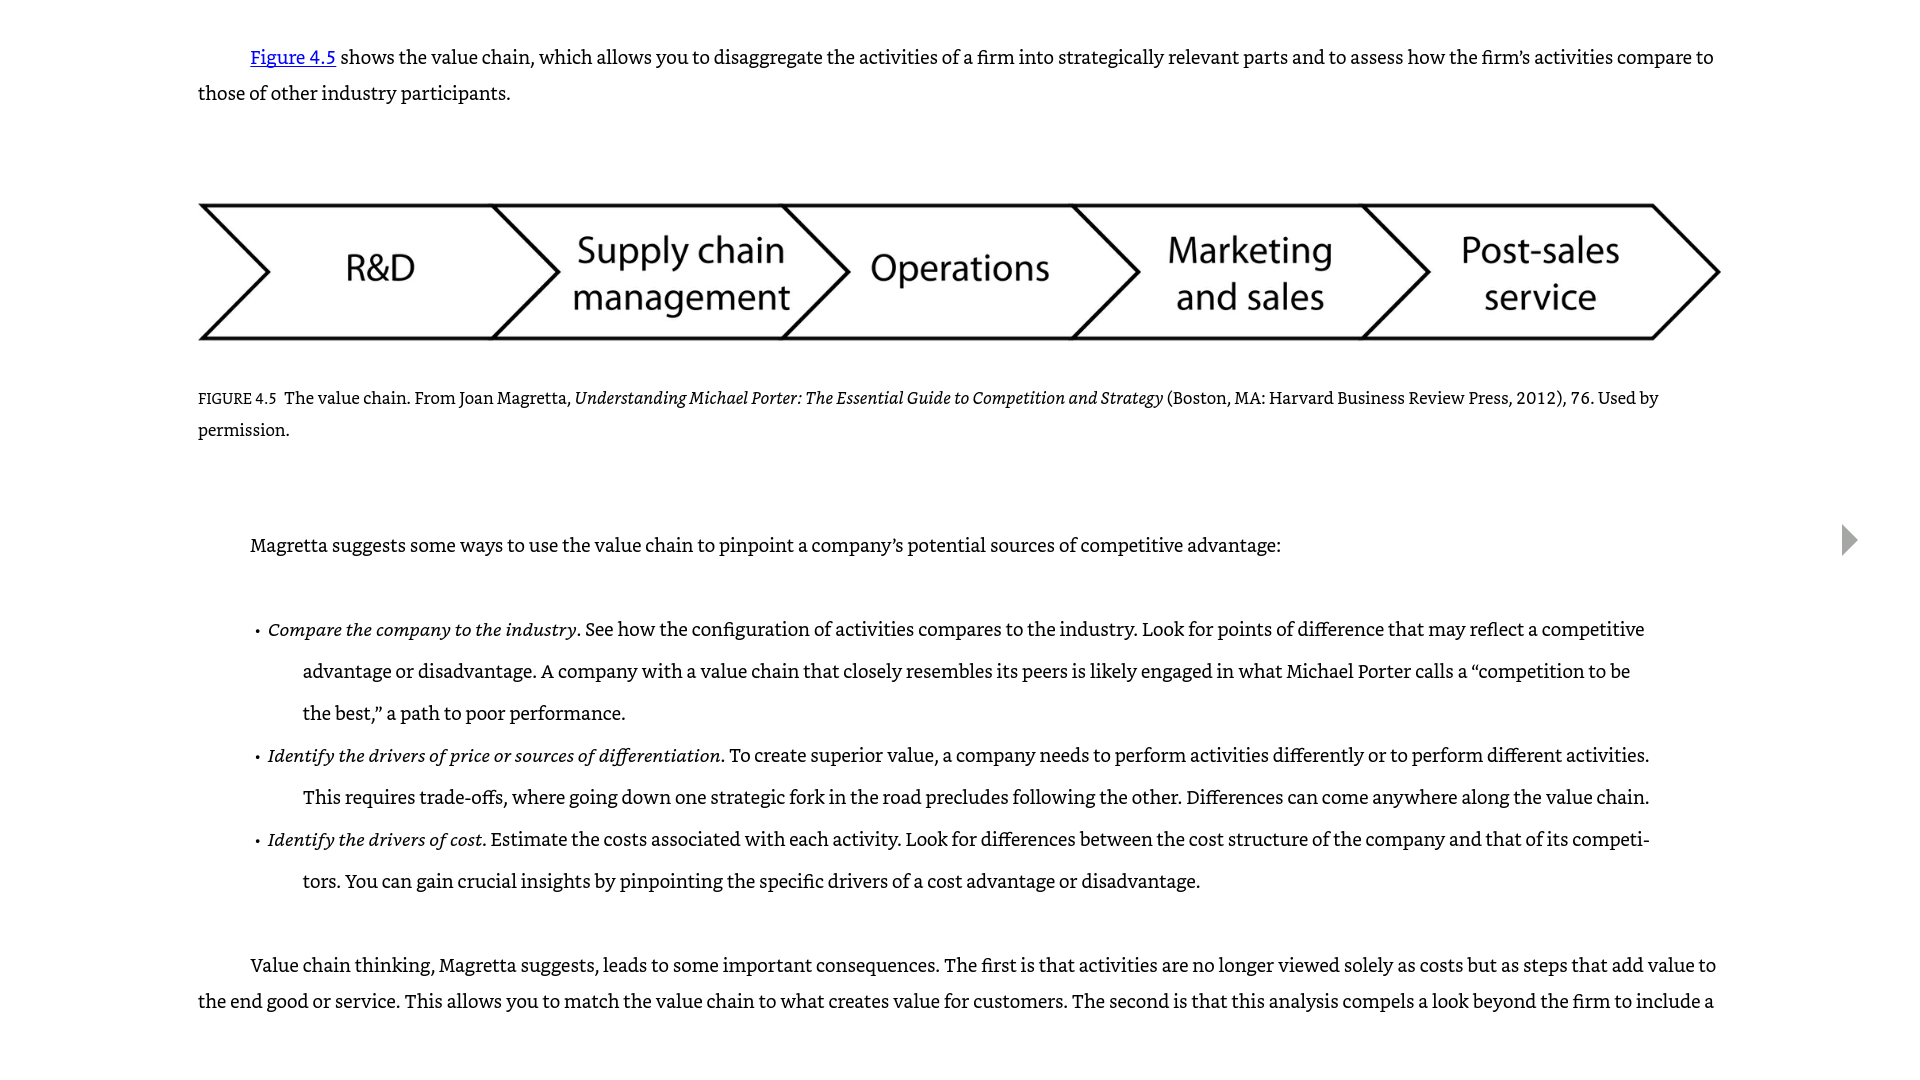 Figure 4.5 shows the value chain, which allows you to disaggregate the activities of a firm into strategically relevant parts and to assess how the firm’s activities compare to
those of other industry participants.
R&D
Supply chain
management
Operations
Marketing
and sales
Post-sales
service
FIGURE 4.5 The value chain. From Joan Magretta, Understanding Michael Porter: The Essential Guide to Competition and Strategy (Boston, MA: Harvard Business Review Press, 2012), 76. Used by
permission.
Magretta suggests some ways to use the value chain to pinpoint a company’s potential sources of competitive advantage:
• Compare the company to the industry. See how the configuration of activities compares to the industry. Look for points of difference that may reflect a competitive
advantage or disadvantage. A company with a value chain that closely resembles its peers is likely engaged in what Michael Porter calls a “competition to be
the best,” a path to poor performance.
• Identify the drivers of price or sources of differentiation. To create superior value, a company needs to perform activities differently or to perform different activities.
This requires trade-offs, where going down one strategic fork in the road precludes following the other. Differences can come anywhere along the value chain.
• Identify the drivers of cost. Estimate the costs associated with each activity. Look for differences between the cost structure of the company and that of its competi-
tors. You can gain crucial insights by pinpointing the specific drivers of a cost advantage or disadvantage.
Value chain thinking, Magretta suggests, leads to some important consequences. The first is that activities are no longer viewed solely as costs but as steps that add value to
the end good or service. This allows you to match the value chain to what creates value for customers. The second is that this analysis compels a look beyond the firm to include a